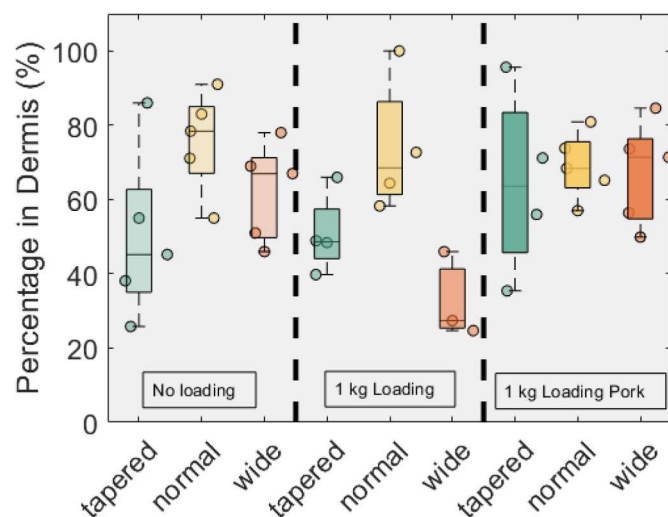 Percentage in Dermis (%)
100
80
60
40
20
0
No loading
1 kg Loading
1 kg Loading Pork
tapered
normal
wide
tapered
normal
wide
tapered
normal
wide